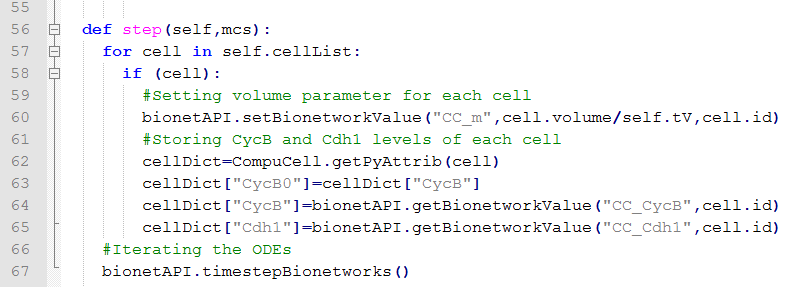 55
56 def step(self,mcs):
57 for cell in self.cellList:
58 if (cell):
59 #Setting volume parameter for each cell
60 bionetAPI.setBionetworkValue("CC_m",cell.volume/self.tV,cell.id)
61 #Storing CycB and Cdh1 levels of each cell
62 cellDict=CompuCell.getPyAttrib(cell)
63 cellDict["CycB0"]=cellDict["CycB"]
64 cellDict["CycB"]=bionetAPI.getBionetworkValue("CC_CycB",cell.id)
65 cellDict["Cdh1"]=bionetAPI.getBionetworkValue("CC_Cdh1",cell.id)
66 #Iterating the ODEs
67 bionetAPI.timestepBionetworks()